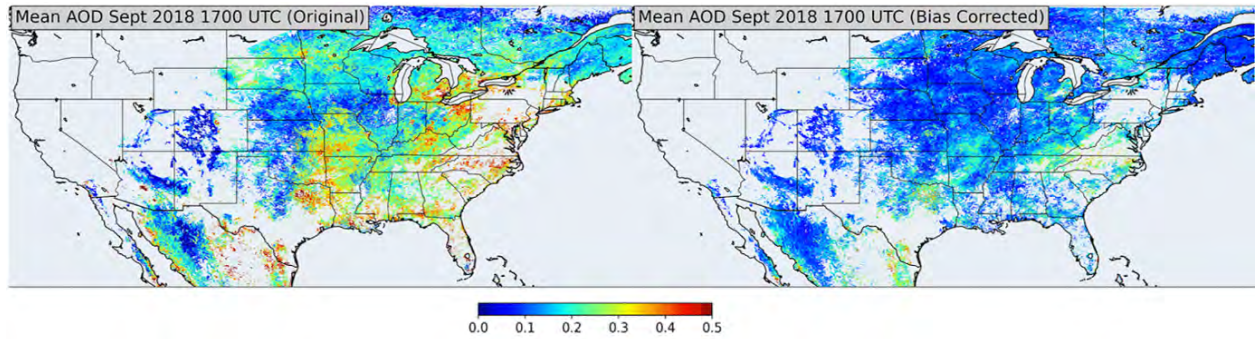 Mean AOD Sept 2018 1700 UTC (Original)
Mean AOD Sept 2018 1700 UTC (Bias Corrected)
0.0 0.1 0.2 0.3 0.4 0.5